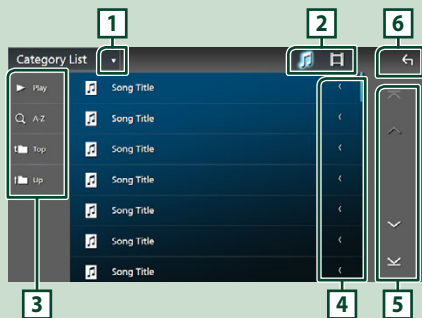 1
2
6
Category List
Play
Song Title
A-Z
Song Title
Top
Song Title
Up
Song Title
Song Title
Song Title
Song Title
3
4
5